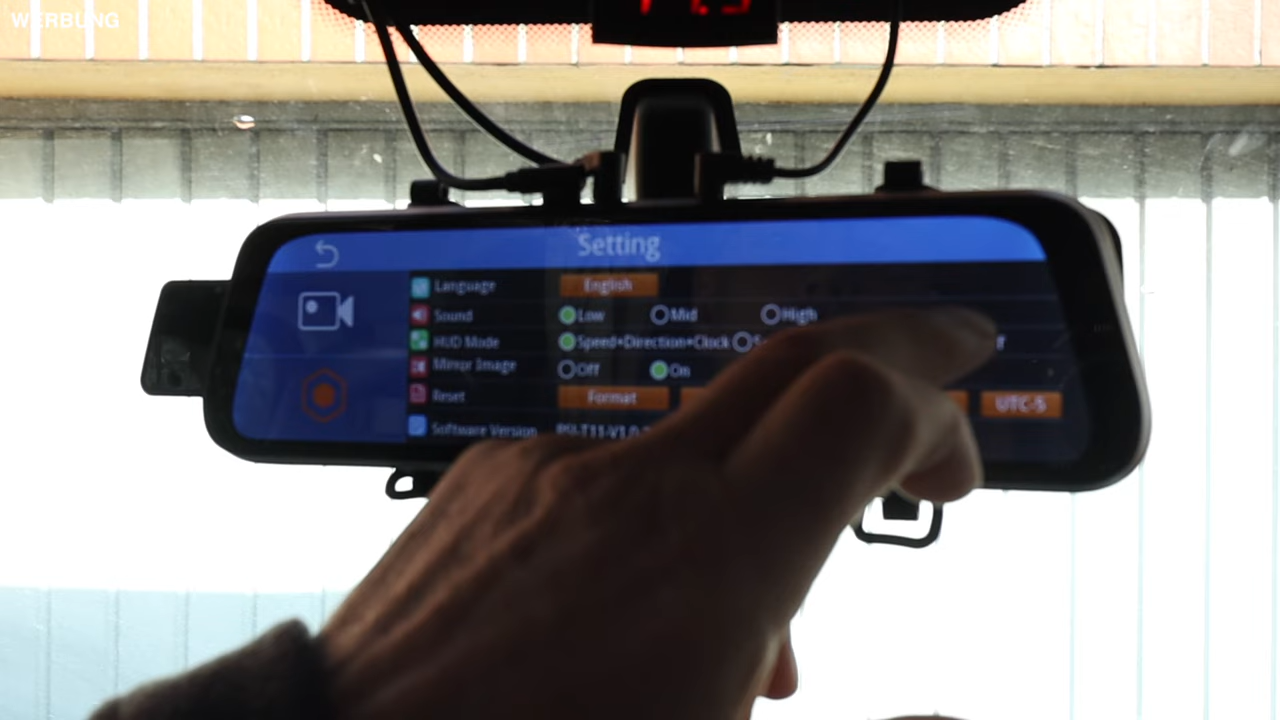 WERBUNG
Setting
Language English
Sound Low Mid High
HUD Mode Speed+Direction+Clock
Mirror Image Off On
Reset Format UTC-5
Software Version